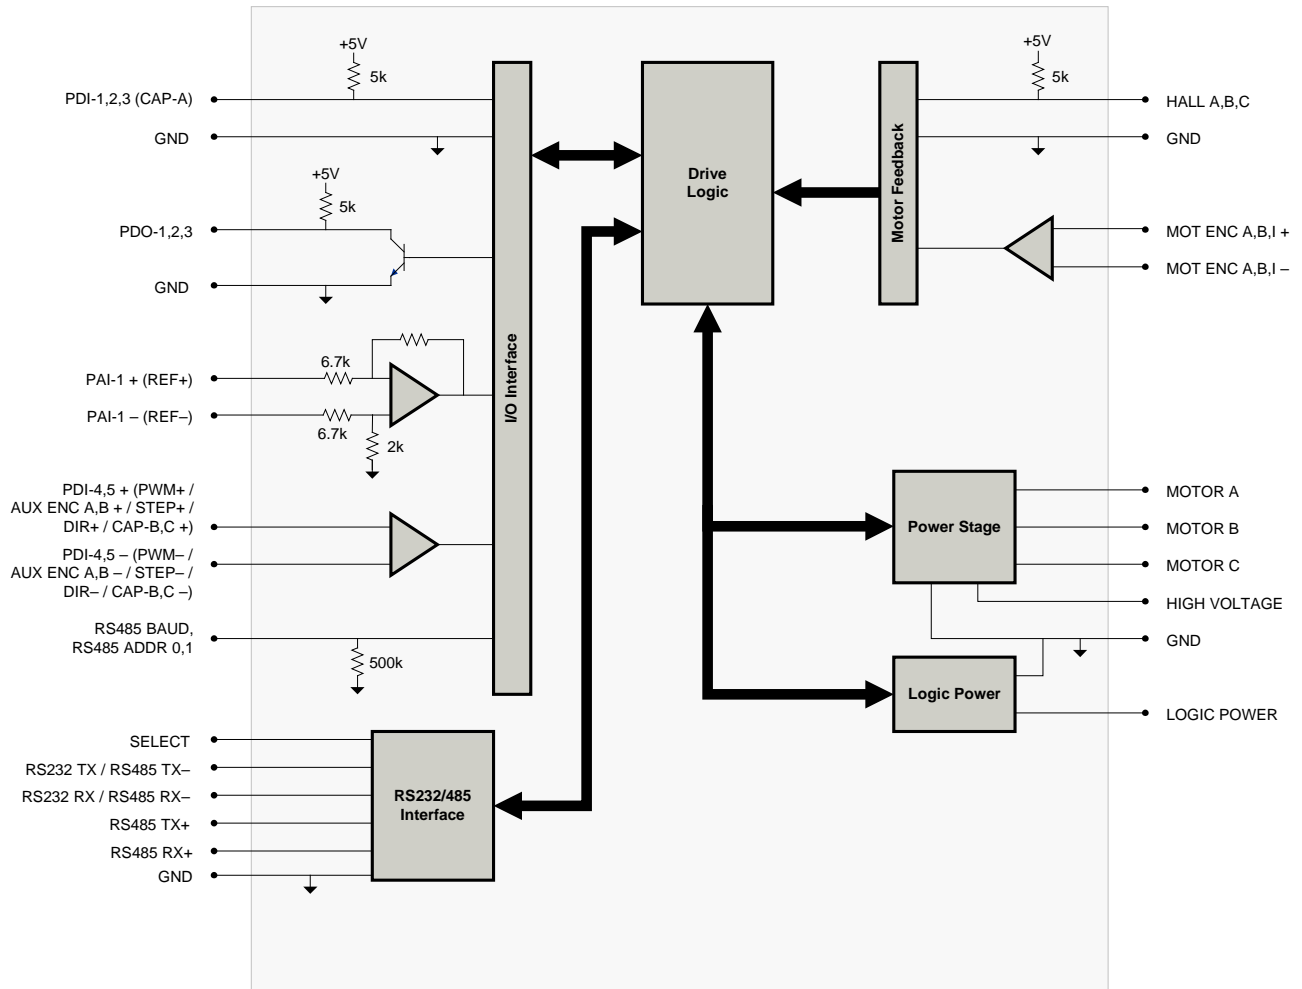 +5V
5k
PDI-1,2,3 (CAP-A)
GND
+5V
5k
PDO-1,2,3
GND
6.7k
PAI-1 + (REF+)
PAI-1 – (REF–)
6.7k
2k
PDI-4,5 + (PWM+ /
AUX ENC A,B + / STEP+ /
DIR+ / CAP-B,C +)
PDI-4,5 – (PWM– /
AUX ENC A,B – / STEP– /
DIR– / CAP-B,C –)
RS485 BAUD,
RS485 ADDR 0,1
500k
I/O Interface
SELECT
RS232 TX / RS485 TX–
RS232 RX / RS485 RX–
RS485 TX+
RS485 RX+
GND
RS232/485
Interface
Drive
Logic
Motor Feedback
+5V
5k
HALL A,B,C
GND
MOT ENC A,B,I +
MOT ENC A,B,I –
Power Stage
MOTOR A
MOTOR B
MOTOR C
HIGH VOLTAGE
GND
Logic Power
LOGIC POWER